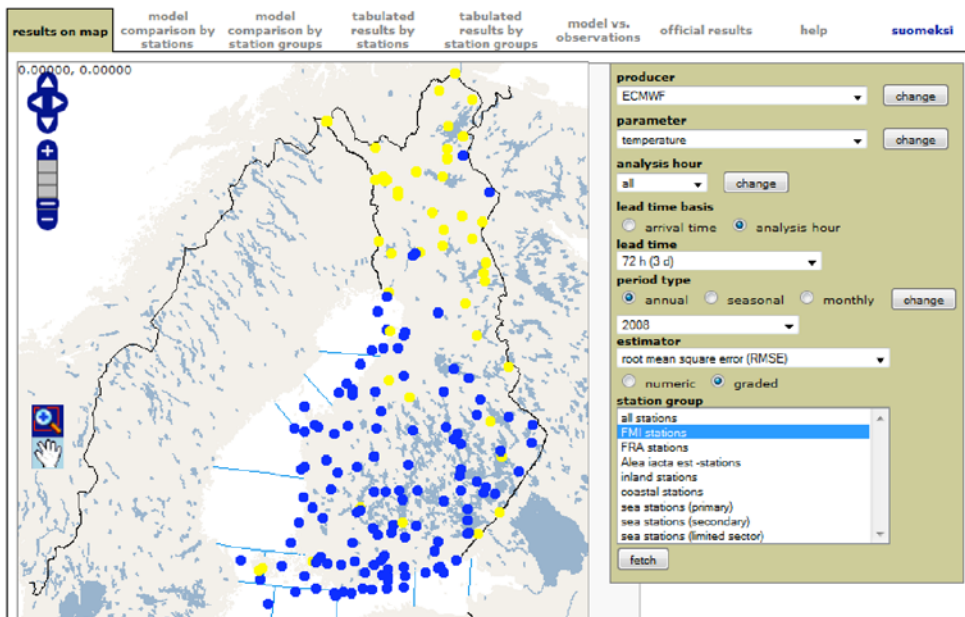 results on map
model comparison by stations
model comparison by station groups
tabulated results by stations
tabulated results by station groups
model vs. observations
official results
help
suomeksi
0.00000, 0.00000
producer
ECMWF change
parameter
temperature change
analysis hour
all change
lead time basis
arrival time analysis hour
lead time
72 h (3 d)
period type
annual seasonal monthly change
2008
estimator
root mean square error (RMSE)
numeric graded
station group
all stations
FMI stations
FRA stations
Alea iacta est -stations
inland stations
coastal stations
sea stations (primary)
sea stations (secondary)
sea stations (limited sector)
fetch